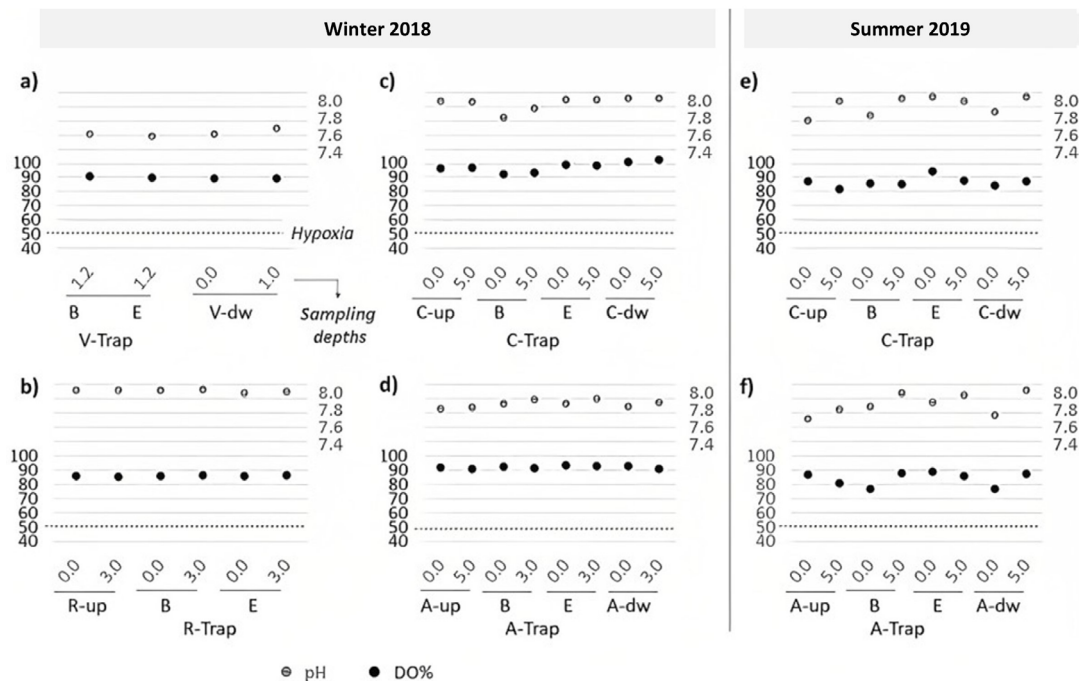 Winter 2018
Summer 2019
a)
8.0
7.8
7.6
7.4
100
90
80
70
60
50
40
Hypoxia
1.2 1.2 0.0 1.0
B E V-dw
V-Trap
Sampling
depths
c)
8.0
7.8
7.6
7.4
100
90
80
70
60
50
40
0.0 5.0 0.0 5.0 0.0 5.0 0.0 5.0
C-up B E C-dw
C-Trap
e)
8.0
7.8
7.6
7.4
100
90
80
70
60
50
40
0.0 5.0 0.0 5.0 0.0 5.0 0.0 5.0
C-up B E C-dw
C-Trap
b)
8.0
7.8
7.6
7.4
100
90
80
70
60
50
40
0.0 3.0 0.0 3.0 0.0 3.0
R-up B E
R-Trap
d)
8.0
7.8
7.6
7.4
100
90
80
70
60
50
40
0.0 5.0 0.0 3.0 0.0 3.0 0.0 3.0
A-up B E A-dw
A-Trap
f)
8.0
7.8
7.6
7.4
100
90
80
70
60
50
40
0.0 5.0 0.0 5.0 0.0 5.0 0.0 5.0
A-up B E A-dw
A-Trap
pH DO%